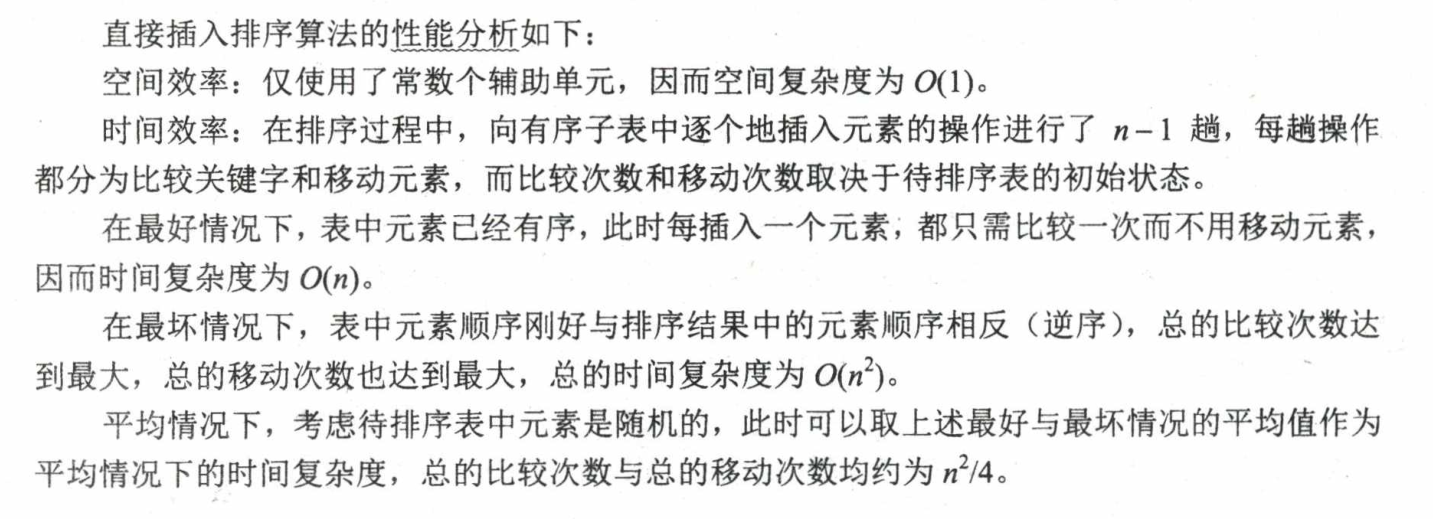 直接插入排序算法的性能分析如下：
空间效率：仅使用了常数个辅助单元，因而空间复杂度为 O(1)。
时间效率：在排序过程中，向有序子表中逐个地插入元素的操作进行了 n－1 趟，每趟操作
都分为比较关键字和移动元素，而比较次数和移动次数取决于待排序表的初始状态。
在最好情况下，表中元素已经有序，此时每插入一个元素，都只需比较一次而不用移动元素，
因而时间复杂度为 O(n)。
在最坏情况下，表中元素顺序刚好与排序结果中的元素顺序相反（逆序），总的比较次数达
到最大，总的移动次数也达到最大，总的时间复杂度为 O(n²)。
平均情况下，考虑待排序表中元素是随机的，此时可以取上述最好与最坏情况的平均值作为
平均情况下的时间复杂度，总的比较次数与总的移动次数均约为 n²/4。